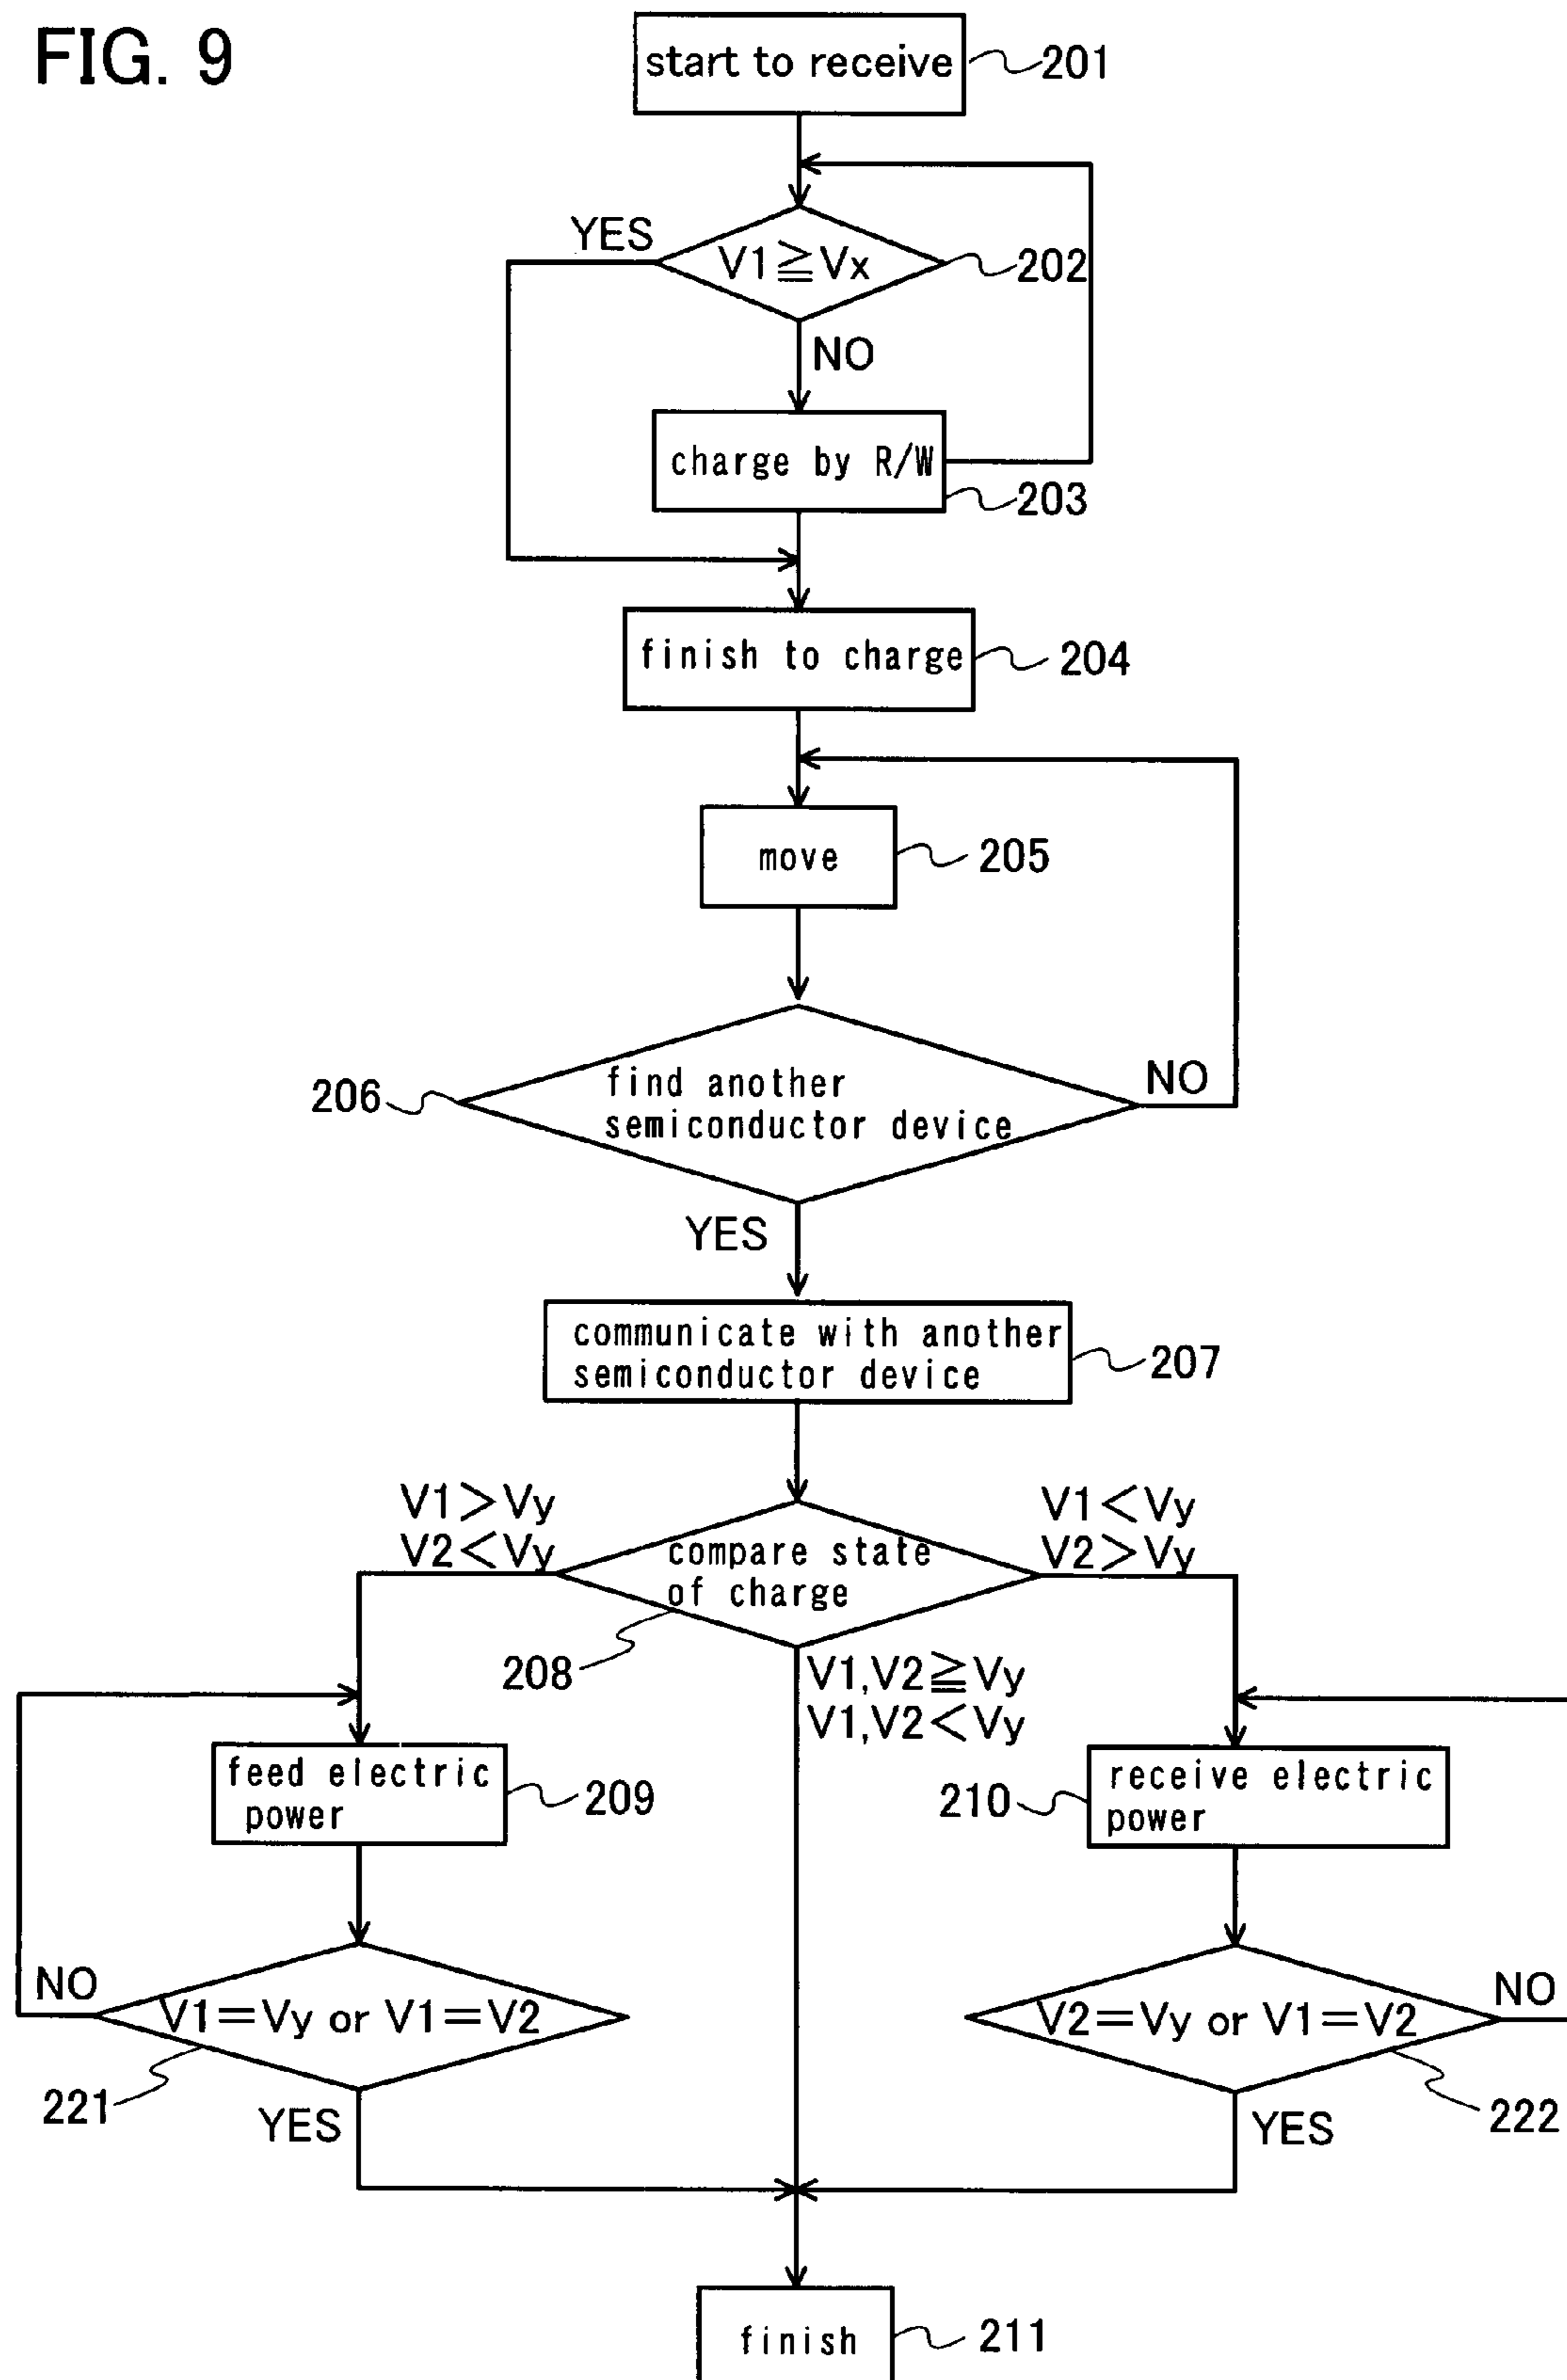 FIG. 9
start to receive
201
YES
V1≧Vx
202
NO
charge by R/W
203
finish to charge
204
move
205
206
find another
semiconductor device
NO
YES
communicate with another
semiconductor device
207
V1>Vy
V2<Vy
compare state
of charge
V1<Vy
V2>Vy
208
V1,V2≧Vy
V1,V2<Vy
feed electric
power
209
210
receive electric
power
NO
V1=Vy or V1=V2
V2=Vy or V1=V2
NO
221
YES
YES
222
finish
211